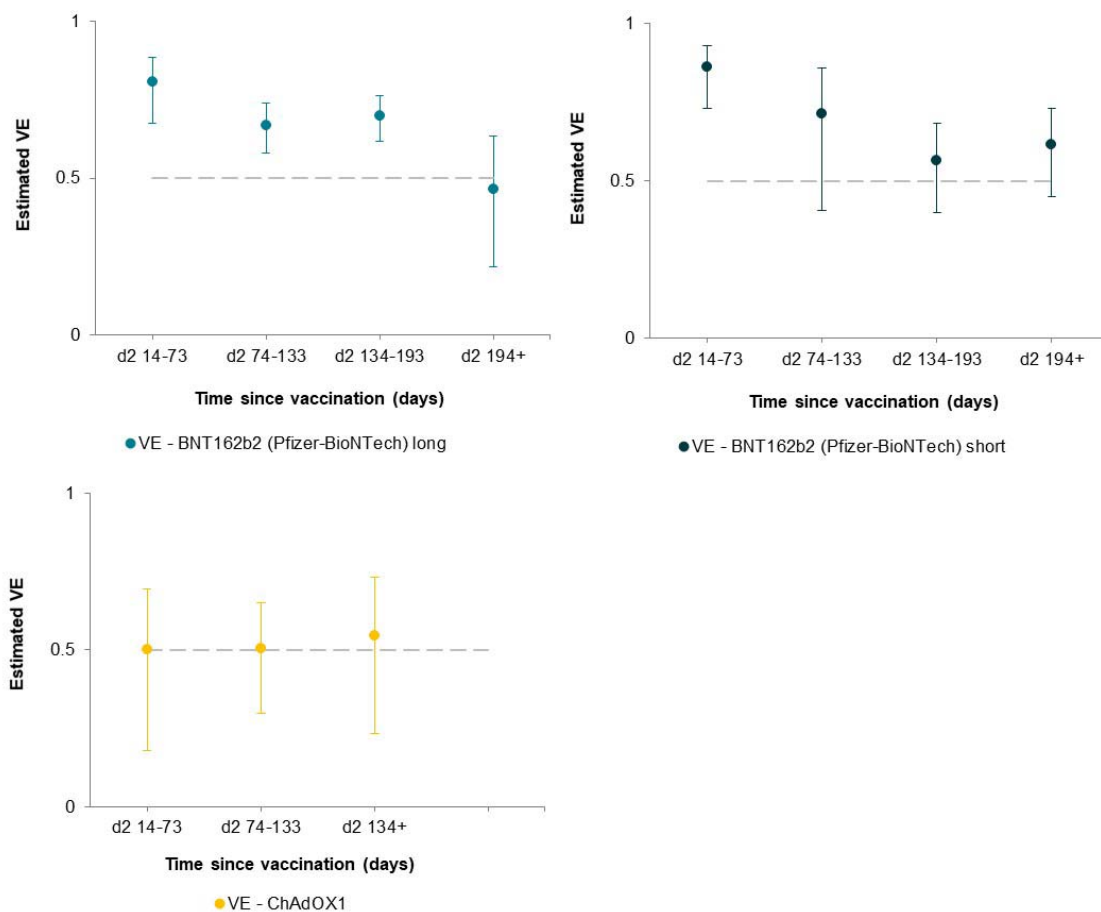 1
0.5
0
Estimated VE
d2 14-73 d2 74-133 d2 134-193 d2 194+
Time since vaccination (days)
VE - BNT162b2 (Pfizer-BioNTech) long
1
0.5
0
Estimated VE
d2 14-73 d2 74-133 d2 134-193 d2 194+
Time since vaccination (days)
VE - BNT162b2 (Pfizer-BioNTech) short
1
0.5
0
Estimated VE
d2 14-73 d2 74-133 d2 134+
Time since vaccination (days)
VE - ChAdOX1